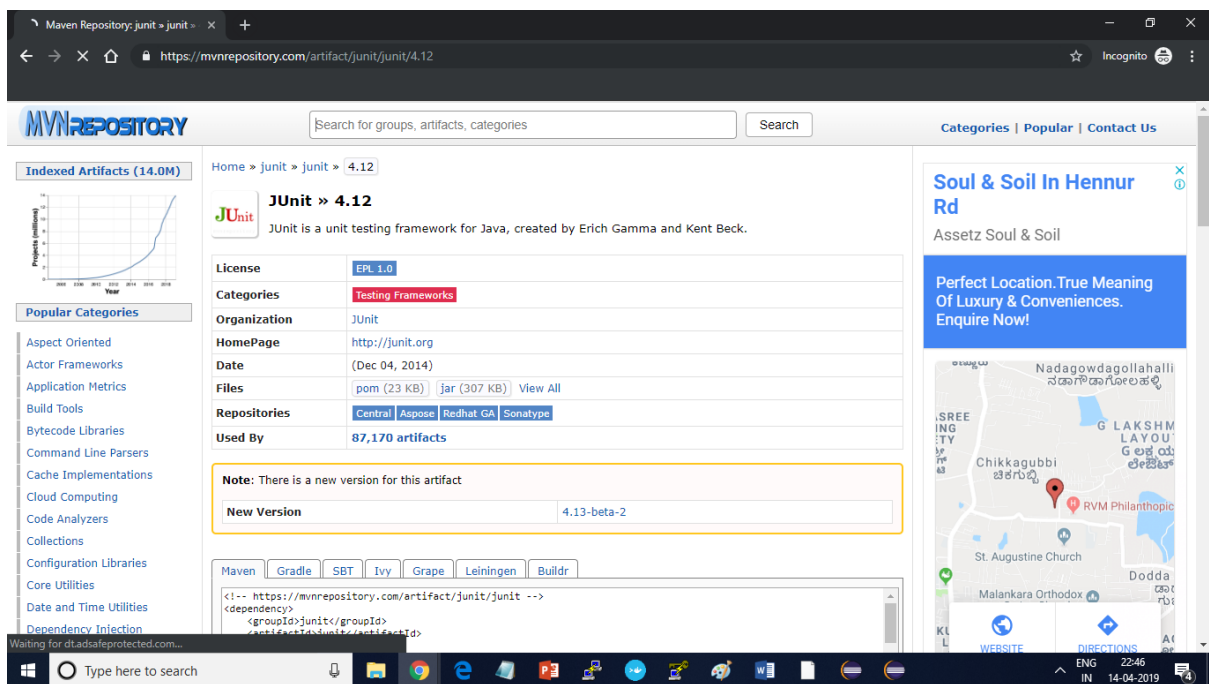 Maven Repository: junit » junit »
https://mvnrepository.com/artifact/junit/junit/4.12
Incognito
MVNREPOSITORY
Search for groups, artifacts, categories
Search
Categories | Popular | Contact Us
Indexed Artifacts (14.0M)
Projects (millions)
Year
Popular Categories
Aspect Oriented
Actor Frameworks
Application Metrics
Build Tools
Bytecode Libraries
Command Line Parsers
Cache Implementations
Cloud Computing
Code Analyzers
Collections
Configuration Libraries
Core Utilities
Date and Time Utilities
Dependency Injection
Waiting for dt.adsafeprotected.com...
Home » junit » junit » 4.12
JUnit
JUnit » 4.12
JUnit is a unit testing framework for Java, created by Erich Gamma and Kent Beck.
License EPL 1.0
Categories Testing Frameworks
Organization JUnit
HomePage http://junit.org
Date (Dec 04, 2014)
Files pom (23 KB) jar (307 KB) View All
Repositories Central Aspose Redhat GA Sonatype
Used By 87,170 artifacts
Note: There is a new version for this artifact
New Version 4.13-beta-2
Maven Gradle SBT Ivy Grape Leiningen Buildr
<!-- https://mvnrepository.com/artifact/junit/junit -->
<dependency>
<groupId>junit</groupId>
<artifactId>junit</artifactId>
Soul & Soil In Hennur
Rd
Assetz Soul & Soil
Perfect Location.True Meaning
Of Luxury & Conveniences.
Enquire Now!
Nadagowdagollahalli
G LAKSHM
LAYOU
Chikkagubbi
ಚಿಕಗುಬ್ಬಿ
RVM Philanthopic
St. Augustine Church
Dodda
Malankara Orthodox
WEBSITE
DIRECTIONS
Type here to search
ENG 22:46
IN 14-04-2019
4